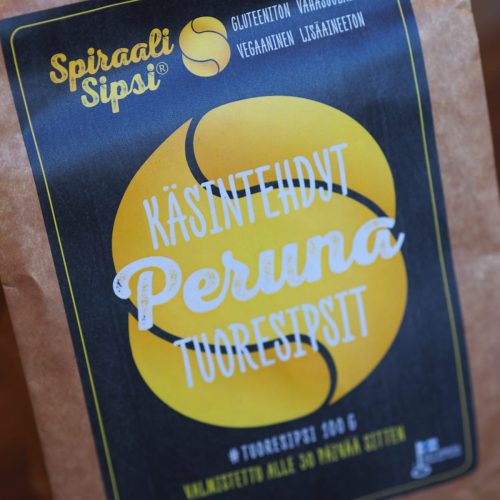 Spiraali
Sipsi®
GLUTEENITON
VEGAANINEN LISÄAINEETON
KÄSINTEHDYT
Peruna
TUORESIPSIT
#TUORESIPSI 100 G
VALMISTETTU ALLE 30 PÄIVÄÄ SITTEN